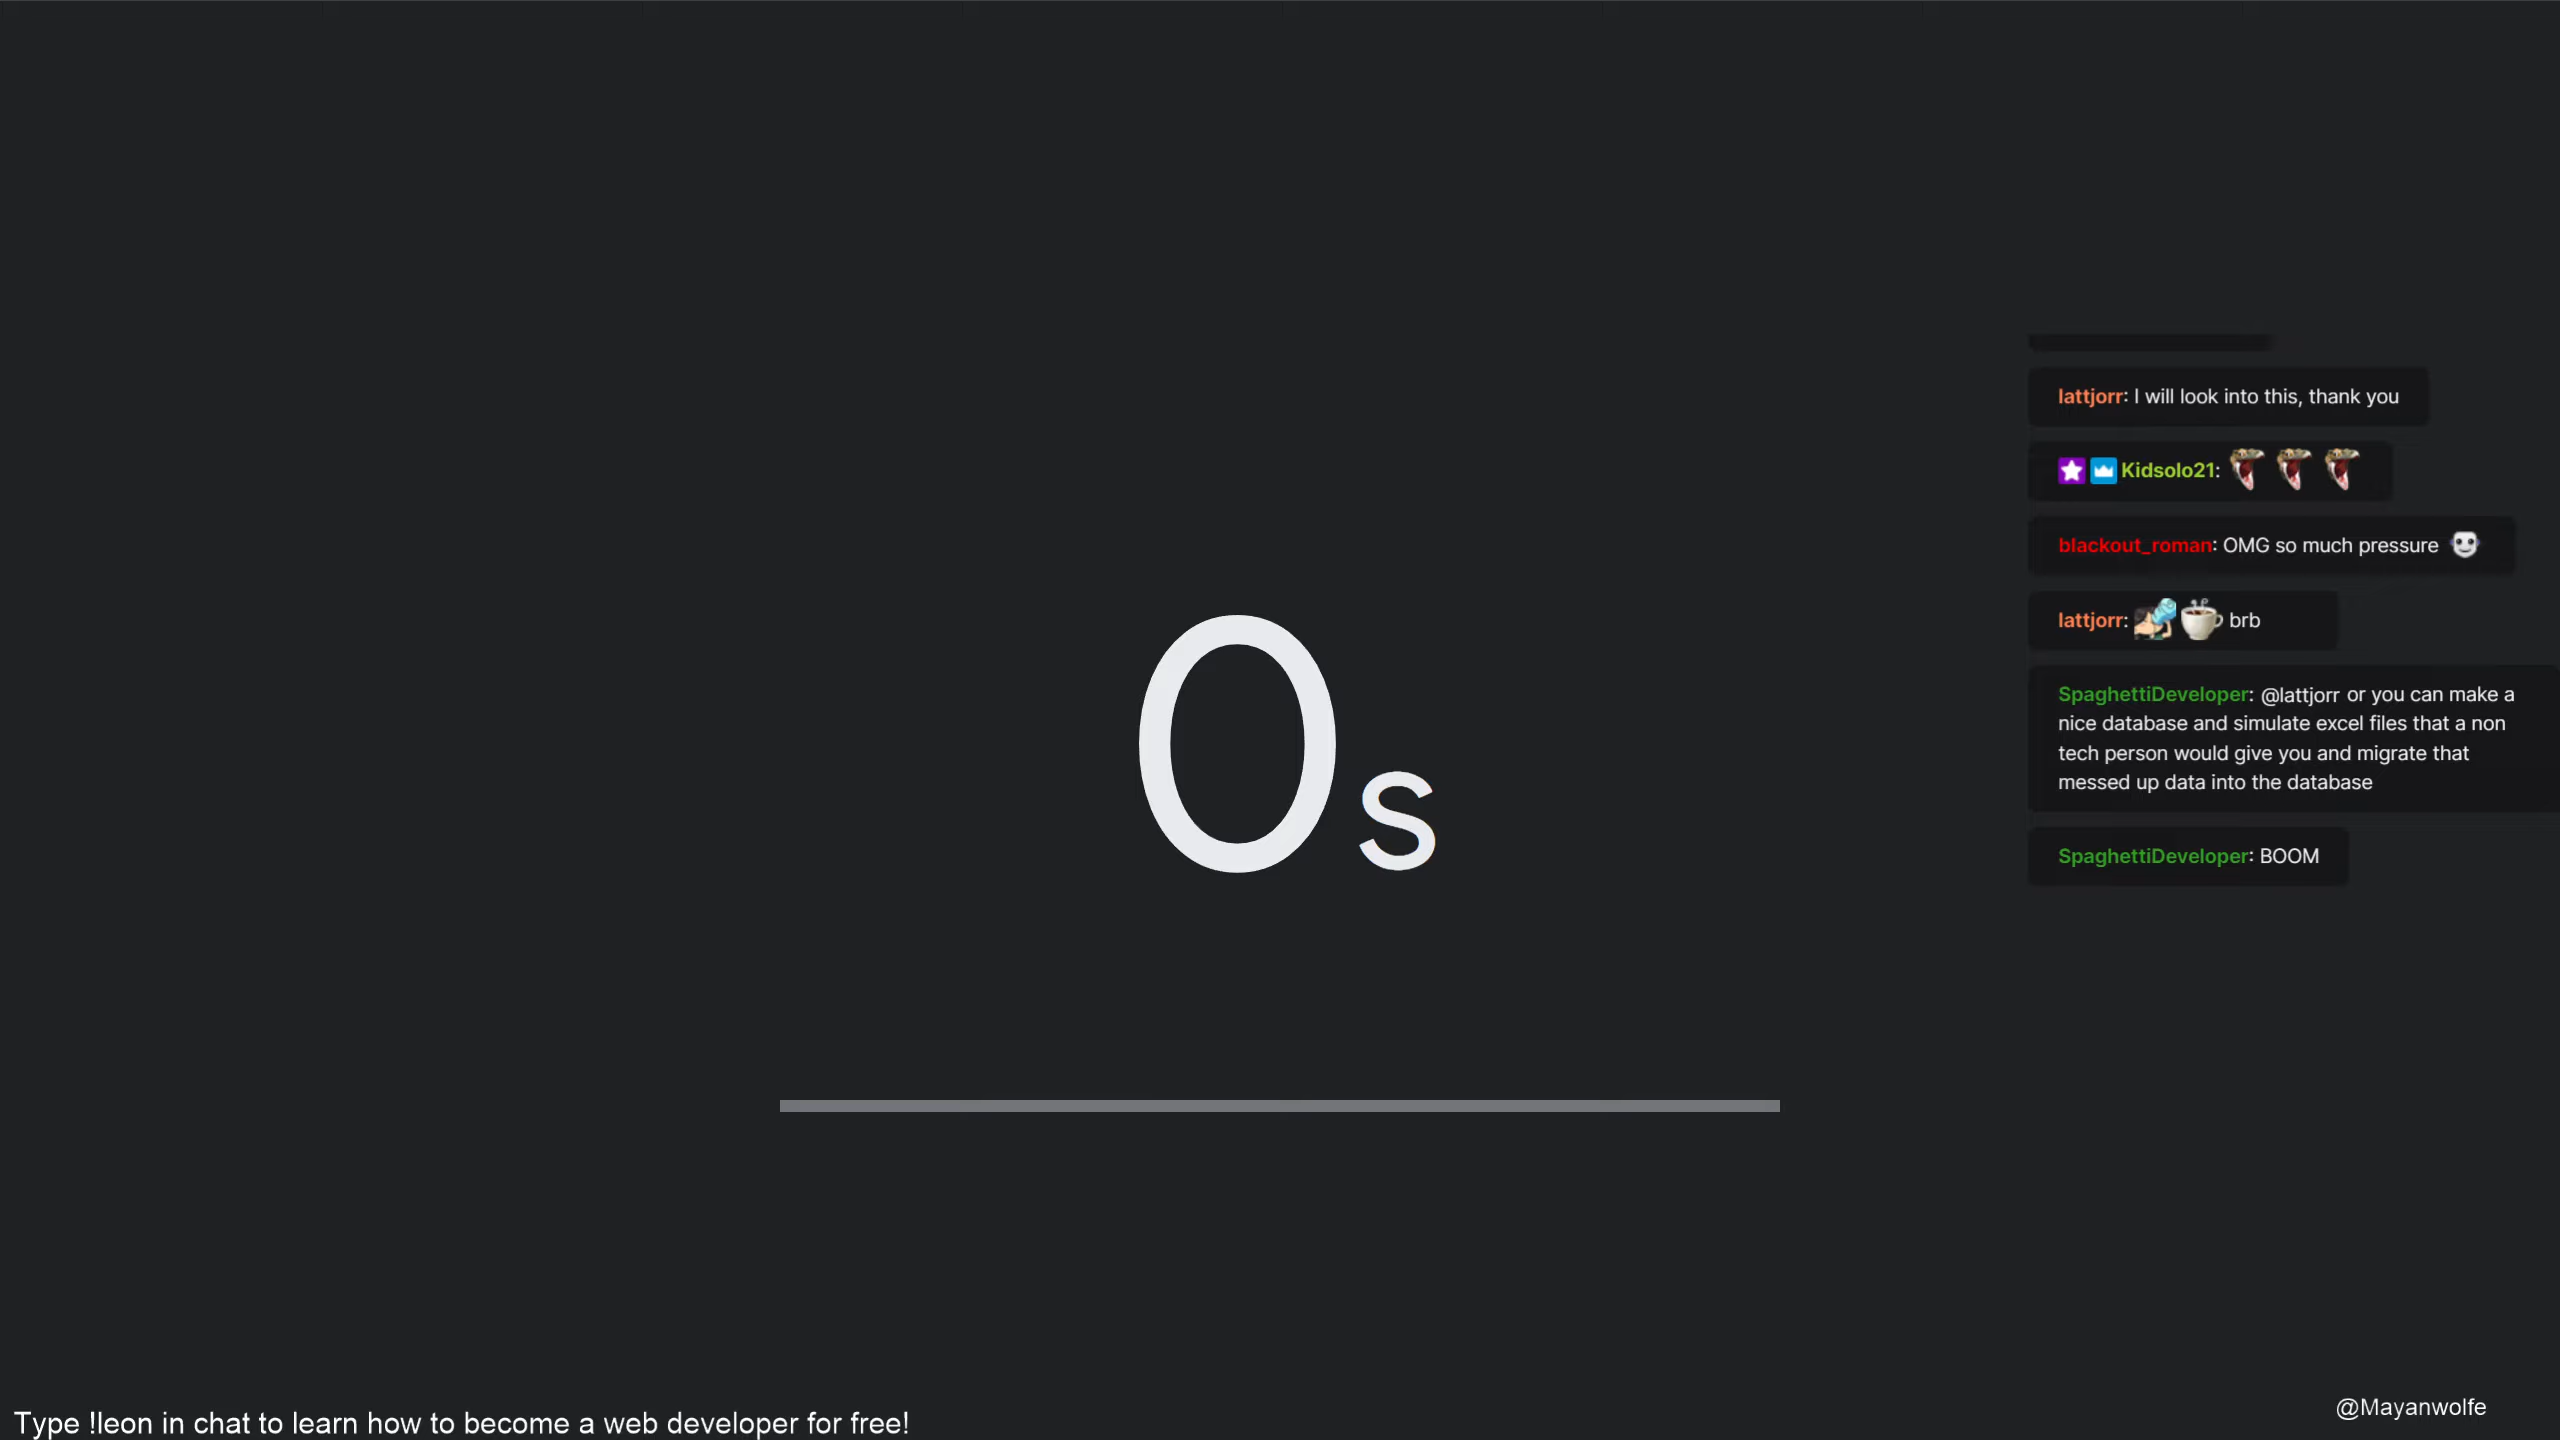 lattjorr: I will look into this, thank you
Kidsolo21:
blackout_roman: OMG so much pressure
lattjorr: brb
SpaghettiDeveloper: @lattjorr or you can make a
nice database and simulate excel files that a non
tech person would give you and migrate that
messed up data into the database
SpaghettiDeveloper: BOOM
0s
Type !leon in chat to learn how to become a web developer for free!
@Mayanwolfe